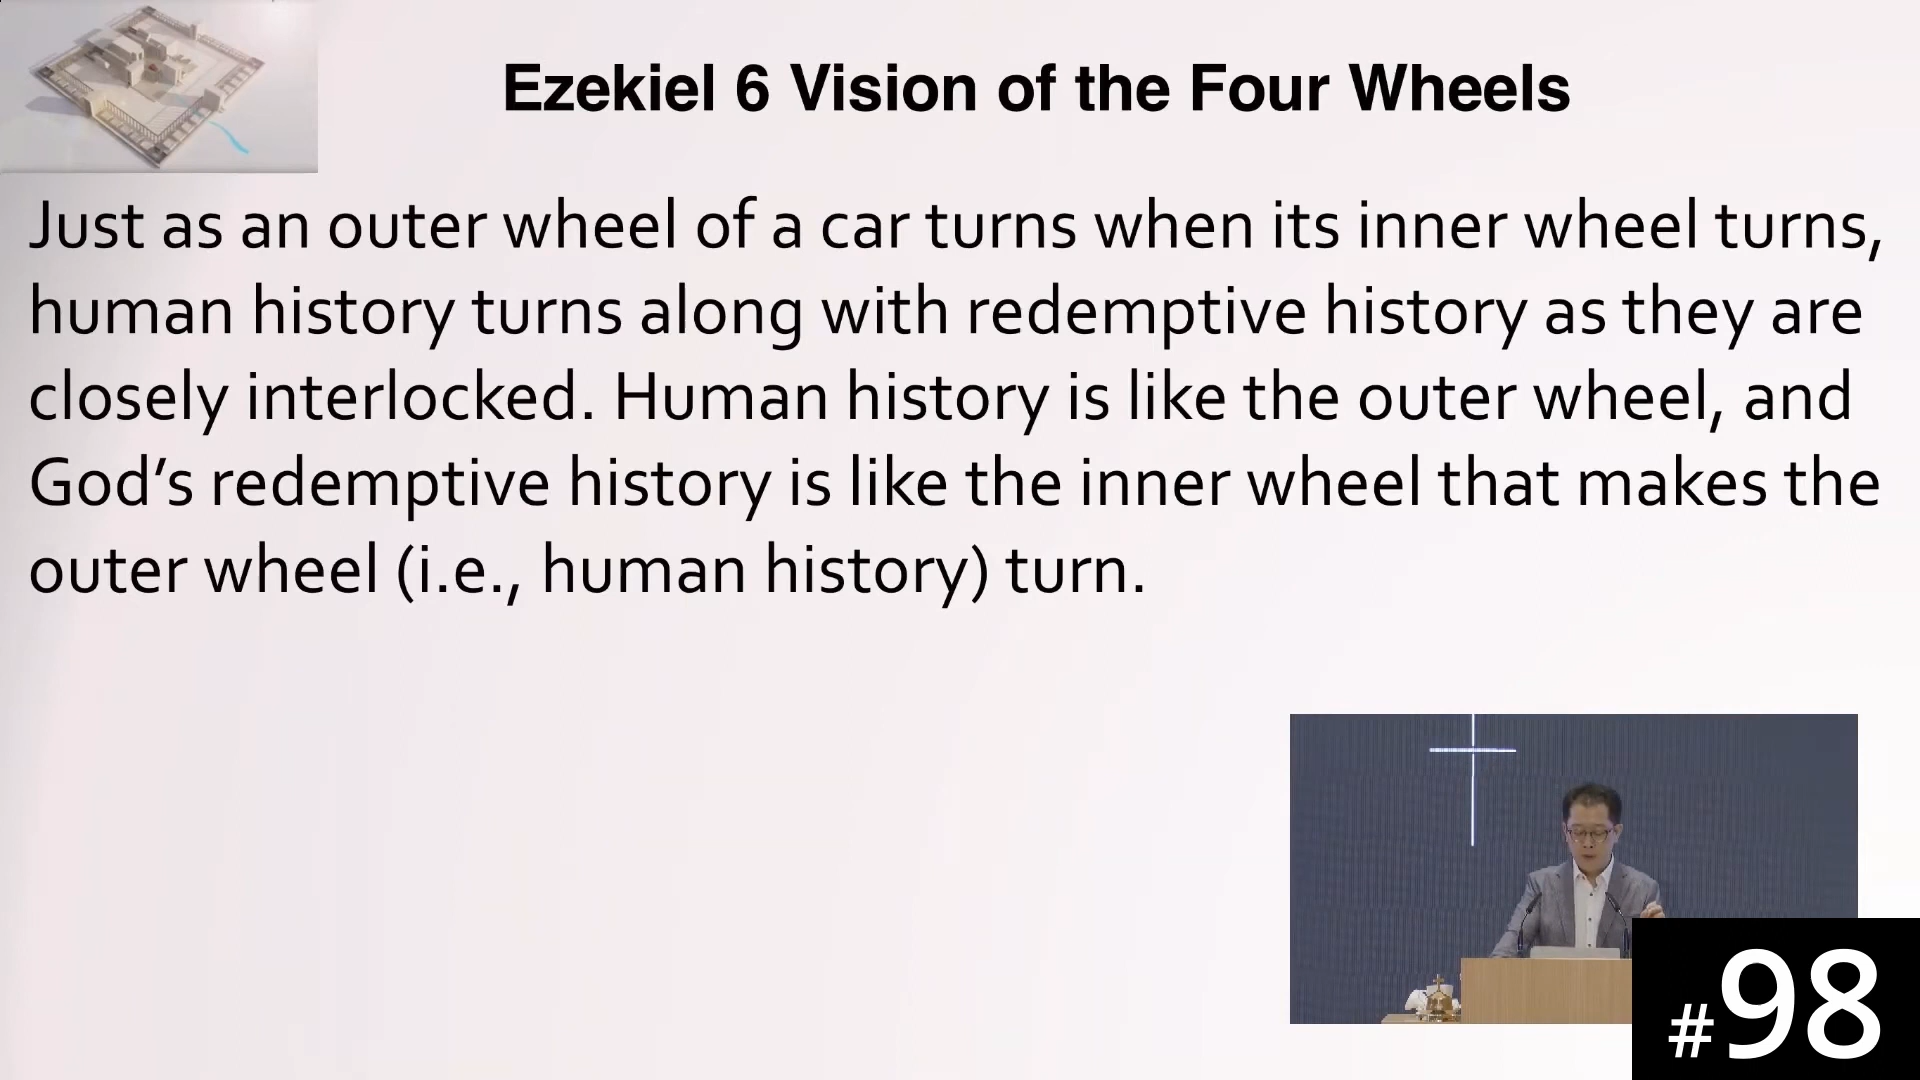 Ezekiel 6 Vision of the Four Wheels
Just as an outer wheel of a car turns when its inner wheel turns,
human history turns along with redemptive history as they are
closely interlocked. Human history is like the outer wheel, and
God’s redemptive history is like the inner wheel that makes the
outer wheel (i.e., human history) turn.
#98